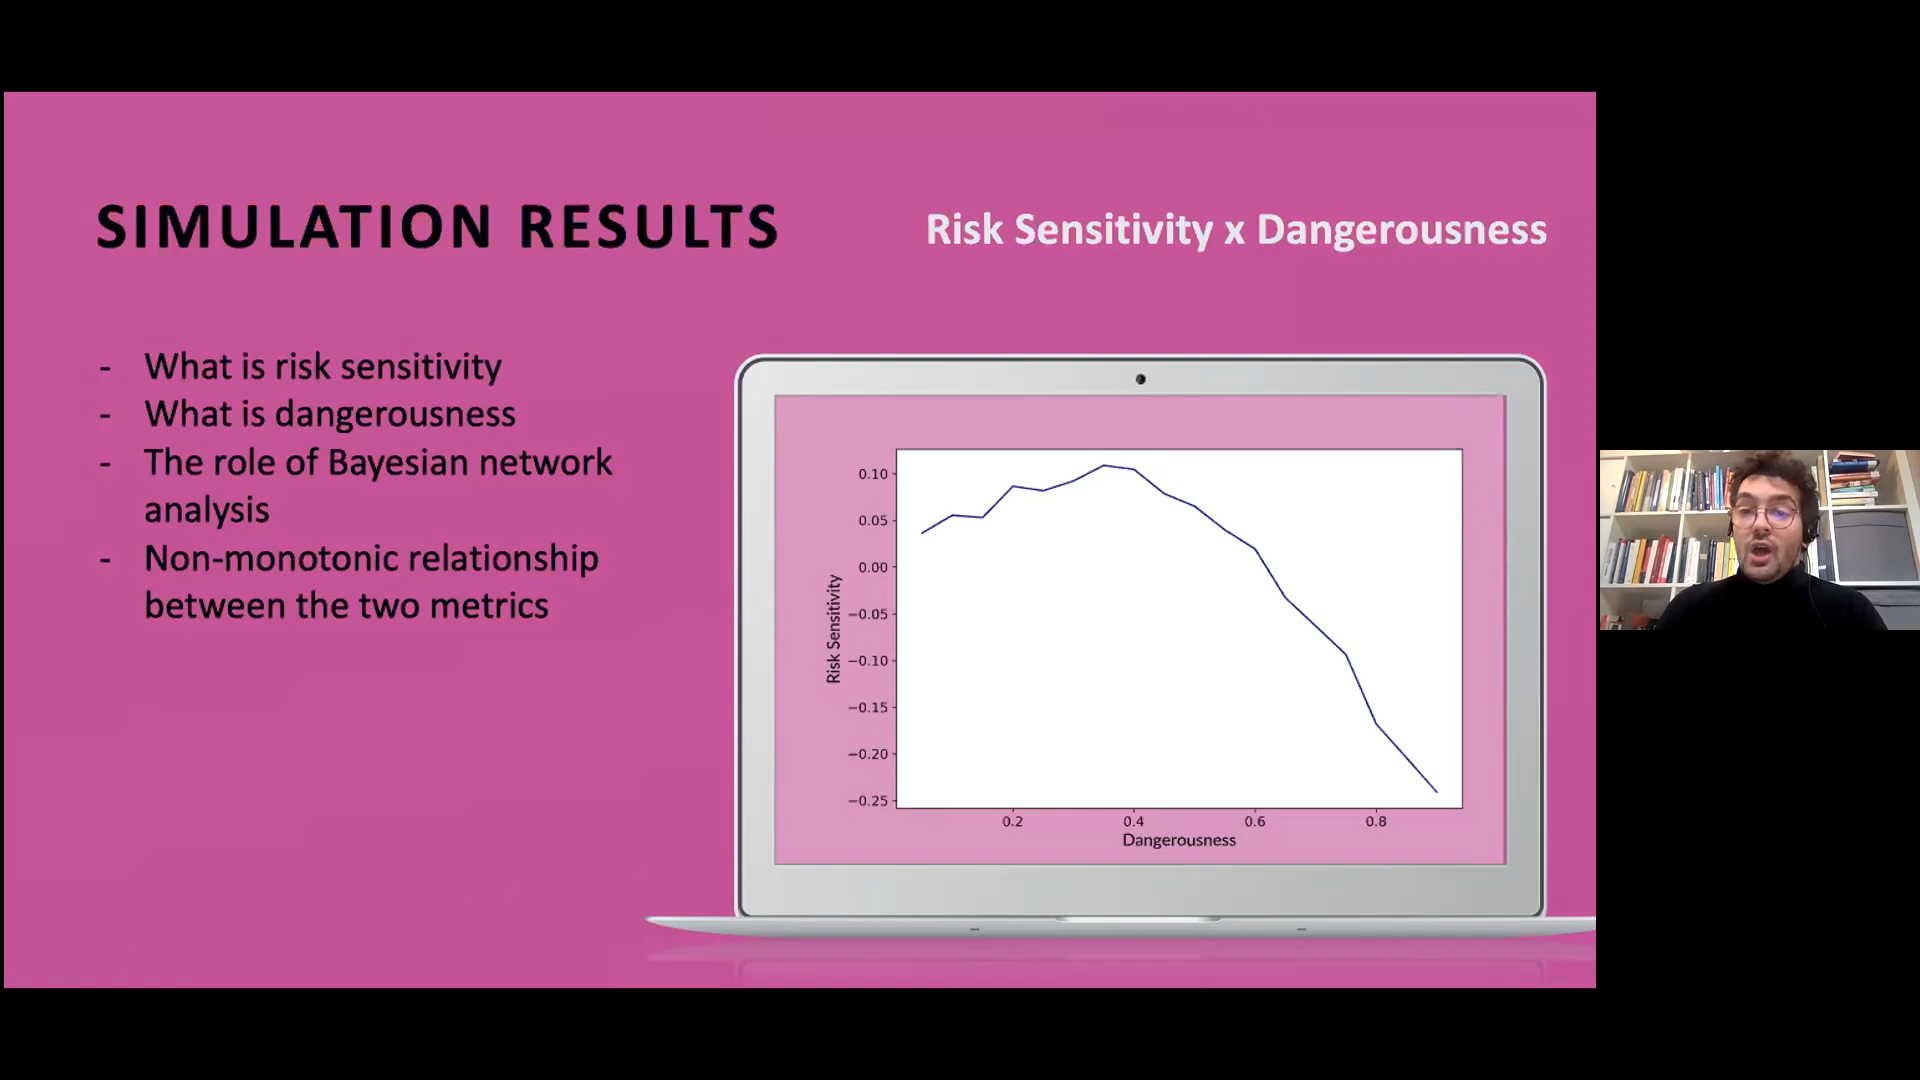 SIMULATION RESULTS
Risk Sensitivity x Dangerousness
- What is risk sensitivity
- What is dangerousness
- The role of Bayesian network
analysis
- Non-monotonic relationship
between the two metrics
0.10
0.05
0.00
−0.05
−0.10
−0.15
−0.20
−0.25
Risk Sensitivity
0.2
0.4
0.6
0.8
Dangerousness